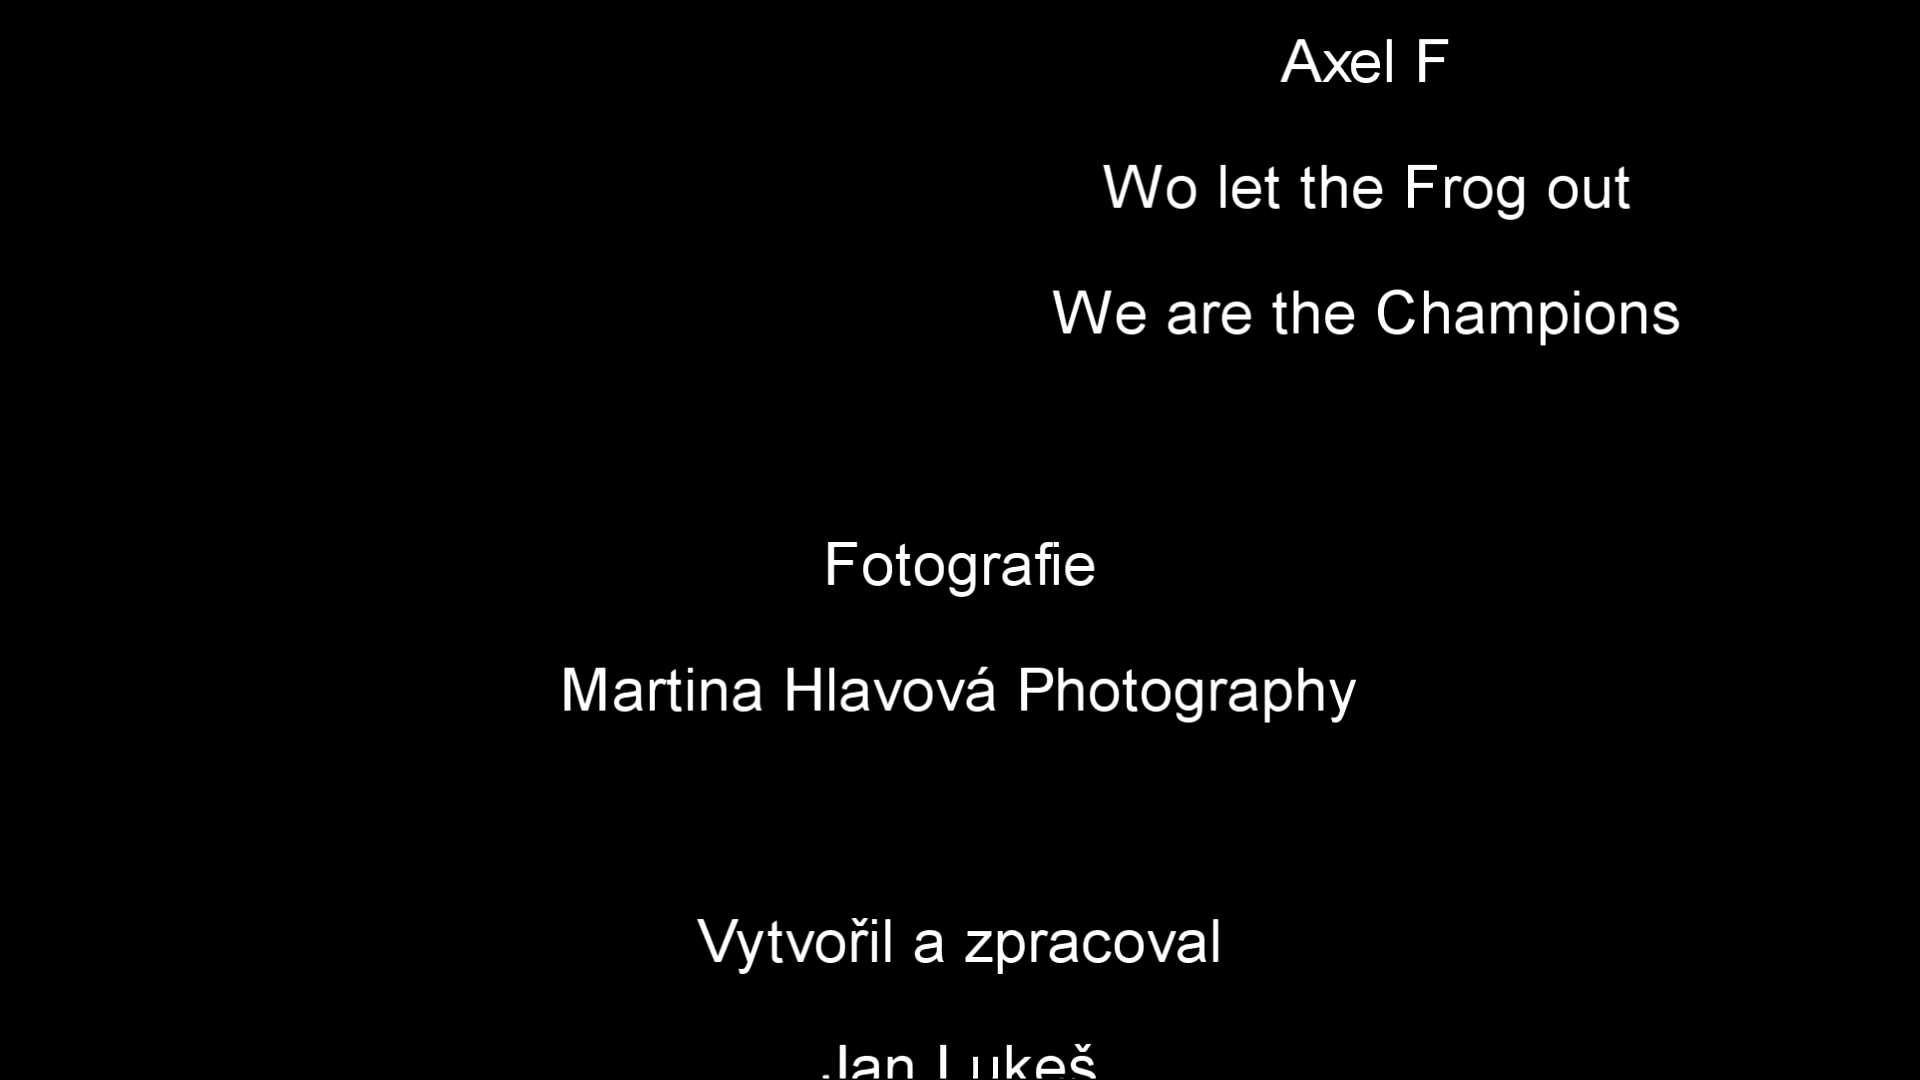 Axel F
Wo let the Frog out
We are the Champions
Fotografie
Martina Hlavová Photography
Vytvořil a zpracoval
Jan Lukeš